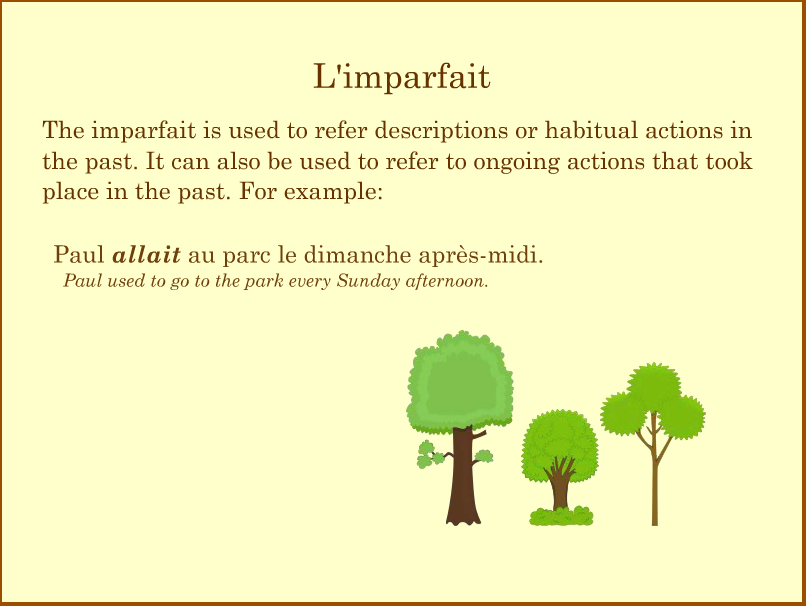 L'imparfait
The imparfait is used to refer descriptions or habitual actions in
the past. It can also be used to refer to ongoing actions that took
place in the past. For example:
Paul allait au parc le dimanche après-midi.
Paul used to go to the park every Sunday afternoon.